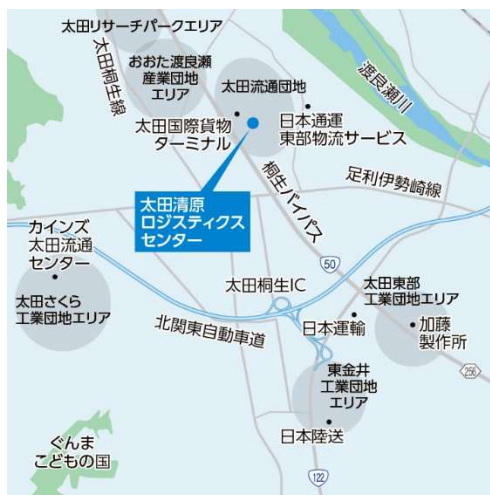 太田リサーチパークエリア
太田桐生線
おおた渡良瀬
産業団地
エリア
太田流通団地
渡良瀬川
太田国際貨物
ターミナル
日本通運
東部物流サービス
太田清原
ロジスティクス
センター
桐生バイパス
足利伊勢崎線
カインズ
太田流通
センター
太田さくら
工業団地エリア
50
太田桐生IC
北関東自動車道
太田東部
工業団地エリア
日本運輸
加藤
製作所
東金井
工業団地
エリア
256
日本陸送
ぐんま
こどもの国
122